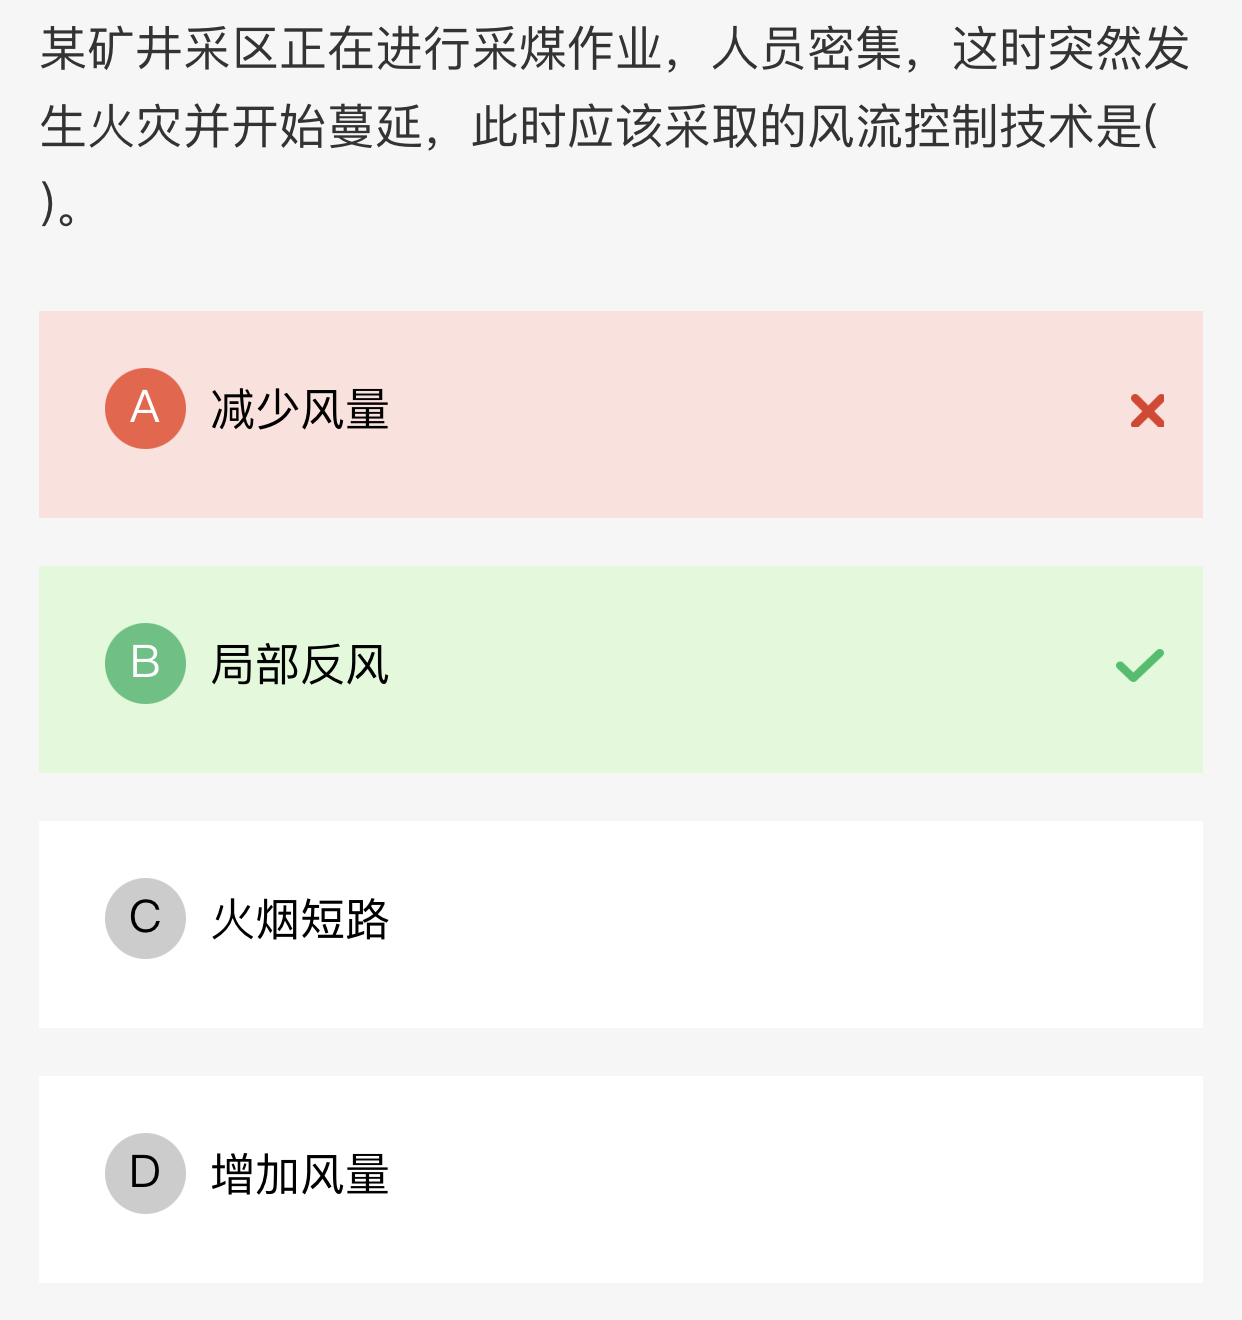 某矿井采区正在进行采煤作业，人员密集，这时突然发
生火灾并开始蔓延，此时应该采取的风流控制技术是(
)。
A 减少风量
B 局部反风
C 火烟短路
D 增加风量